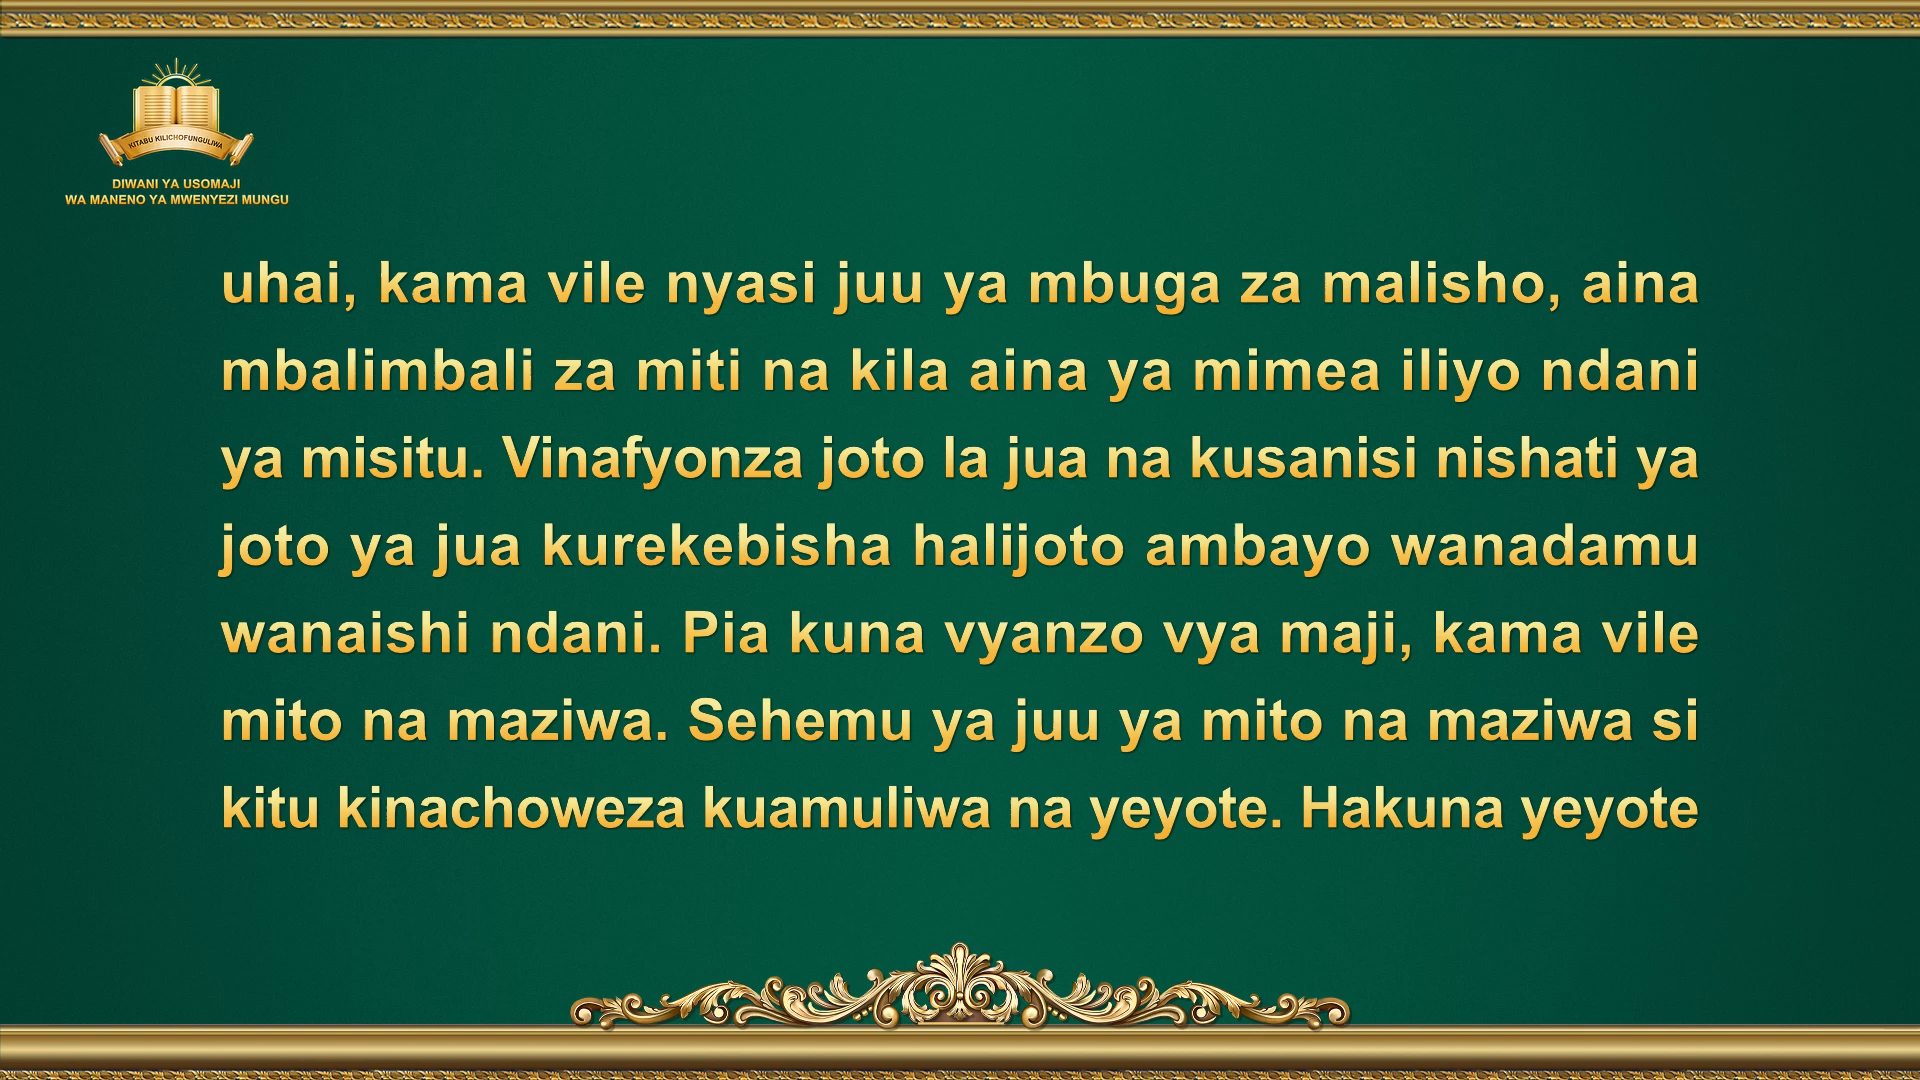 KITABU KILICHOFUNGULIWA
DIWANI YA USOMAJI
WA MANENO YA MWENYEZI MUNGU
uhai, kama vile nyasi juu ya mbuga za malisho, aina
mbalimbali za miti na kila aina ya mimea iliyo ndani
ya misitu. Vinafyonza joto la jua na kusanisi nishati ya
joto ya jua kurekebisha halijoto ambayo wanadamu
wanaishi ndani. Pia kuna vyanzo vya maji, kama vile
mito na maziwa. Sehemu ya juu ya mito na maziwa si
kitu kinachoweza kuamuliwa na yeyote. Hakuna yeyote